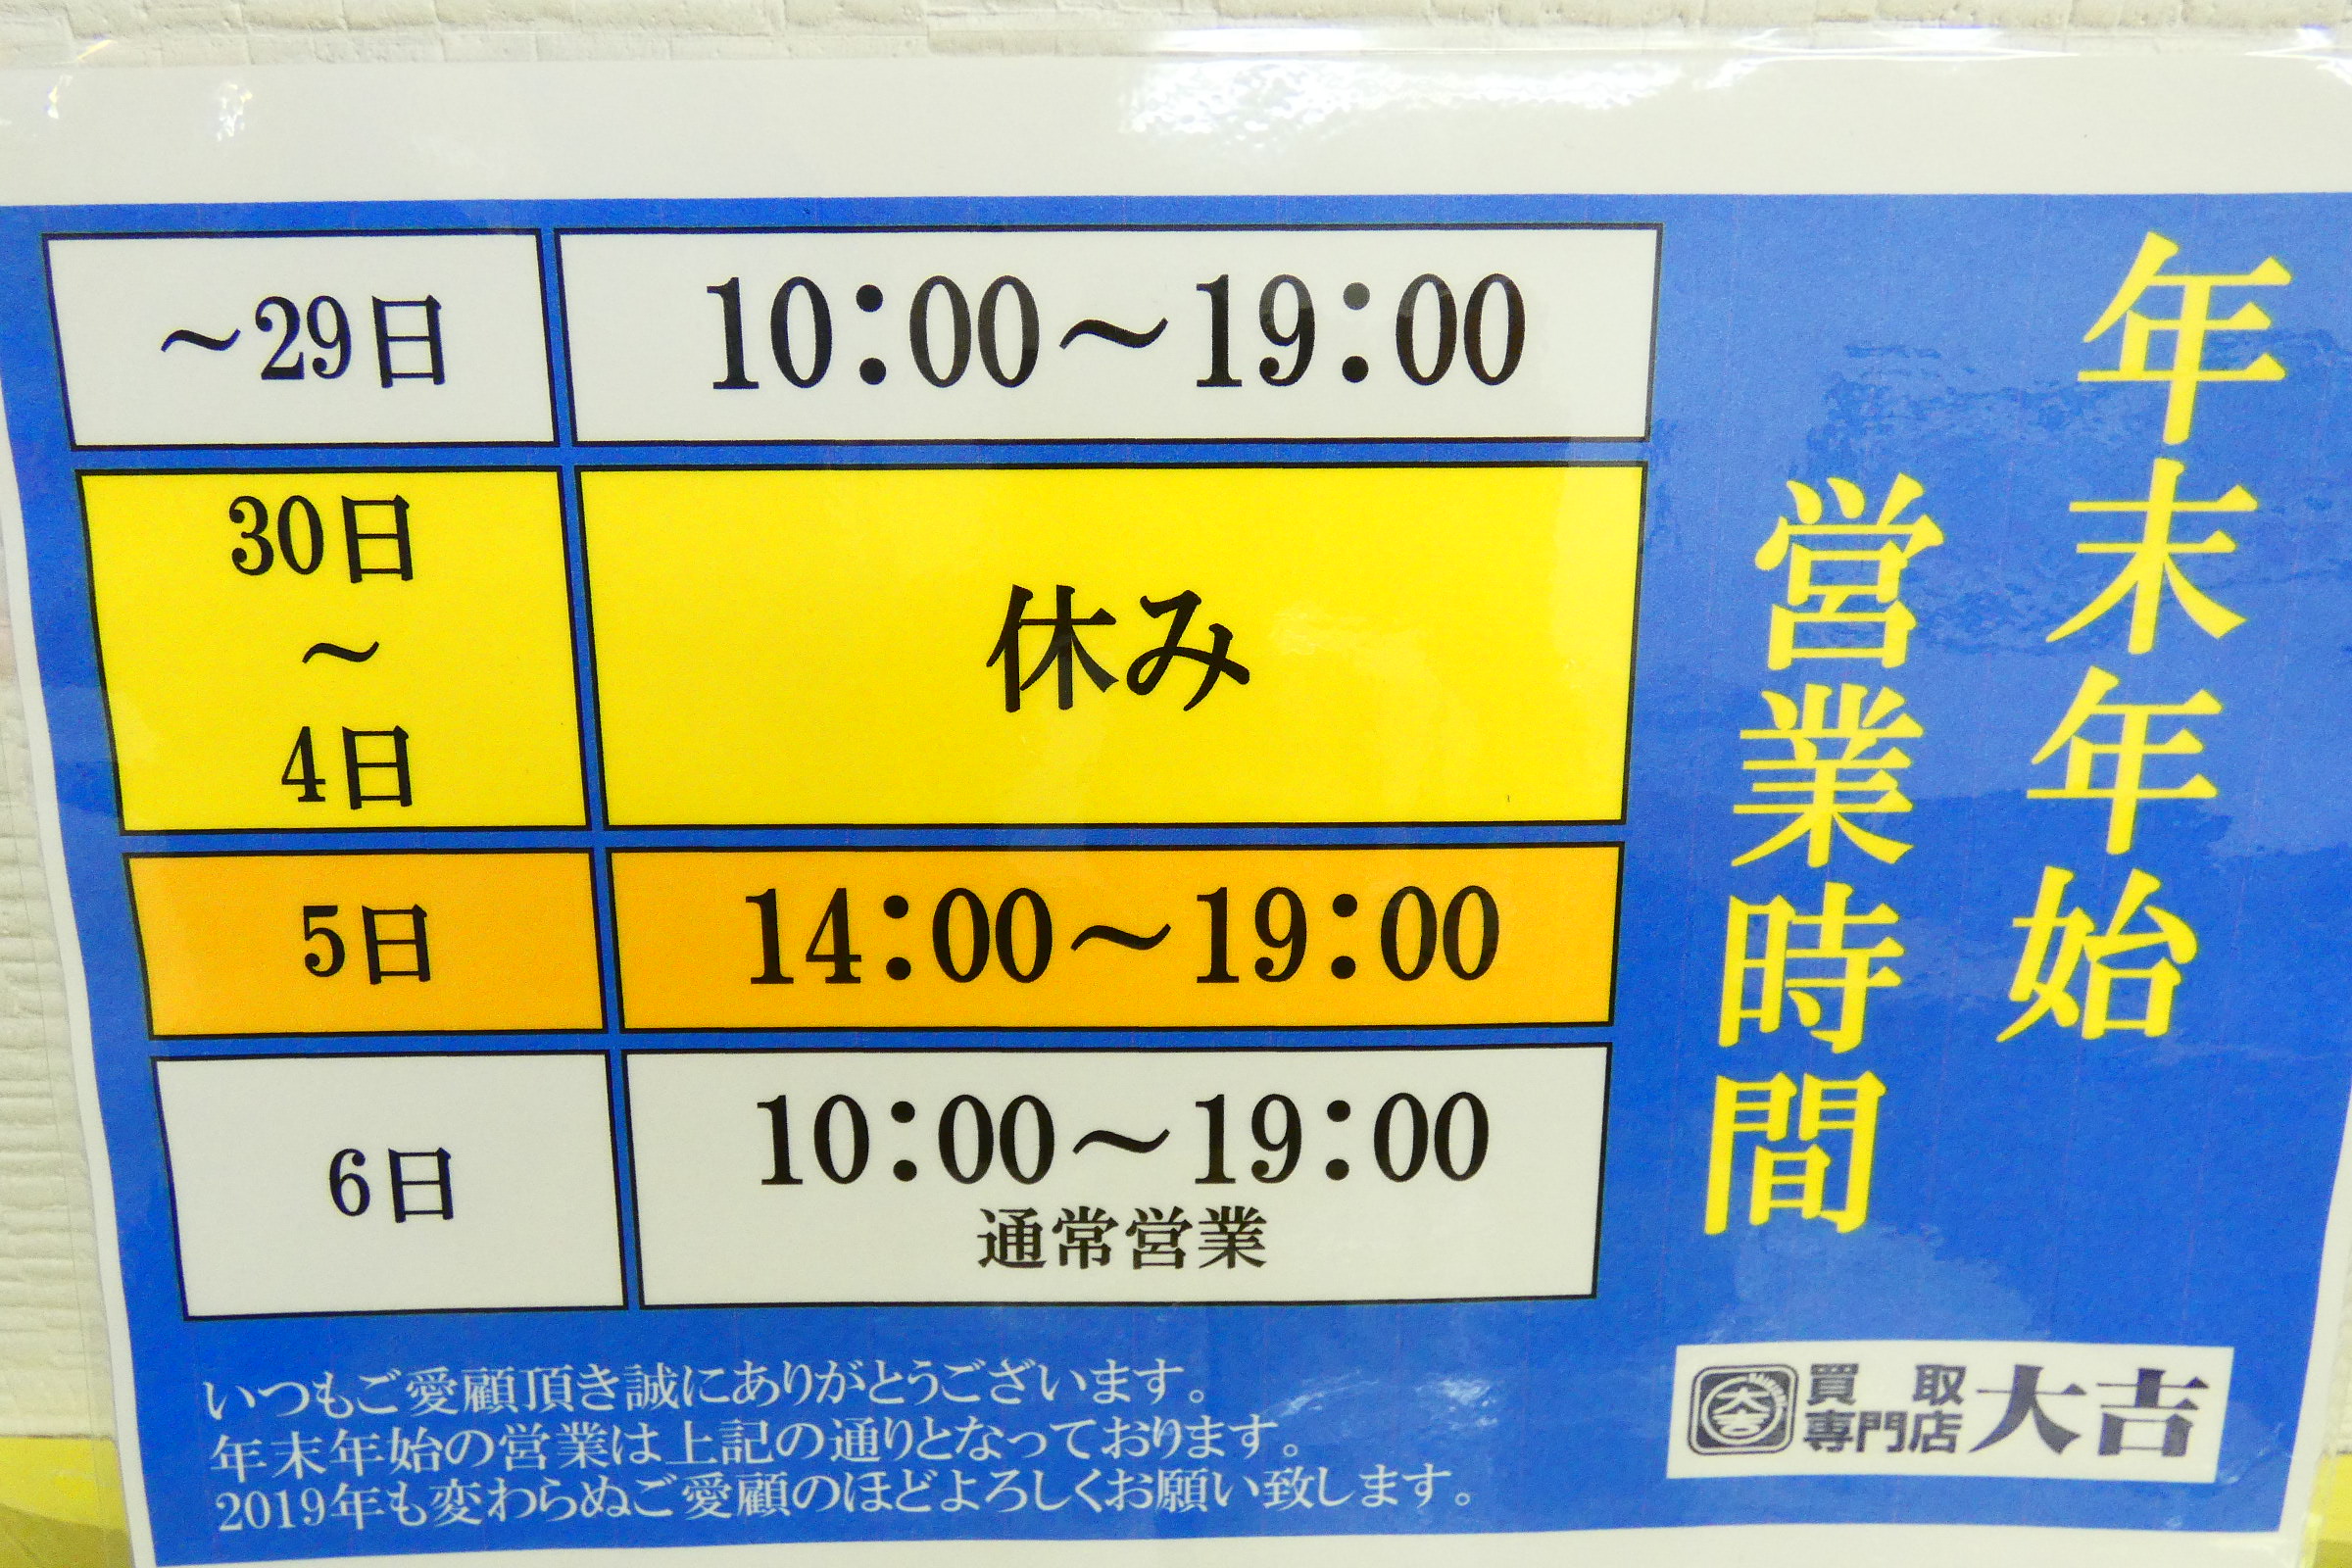 年末年始
営業時間
～29日 10：00～19：00
30日
～
4日
休み
5日 14：00～19：00
6日 10：00～19：00
通常営業
いつもご愛顧頂き誠にありがとうございます。
年末年始の営業は上記の通りとなっております。
2019年も変わらぬご愛顧のほどよろしくお願い致します。
大吉
買取
専門店
大吉